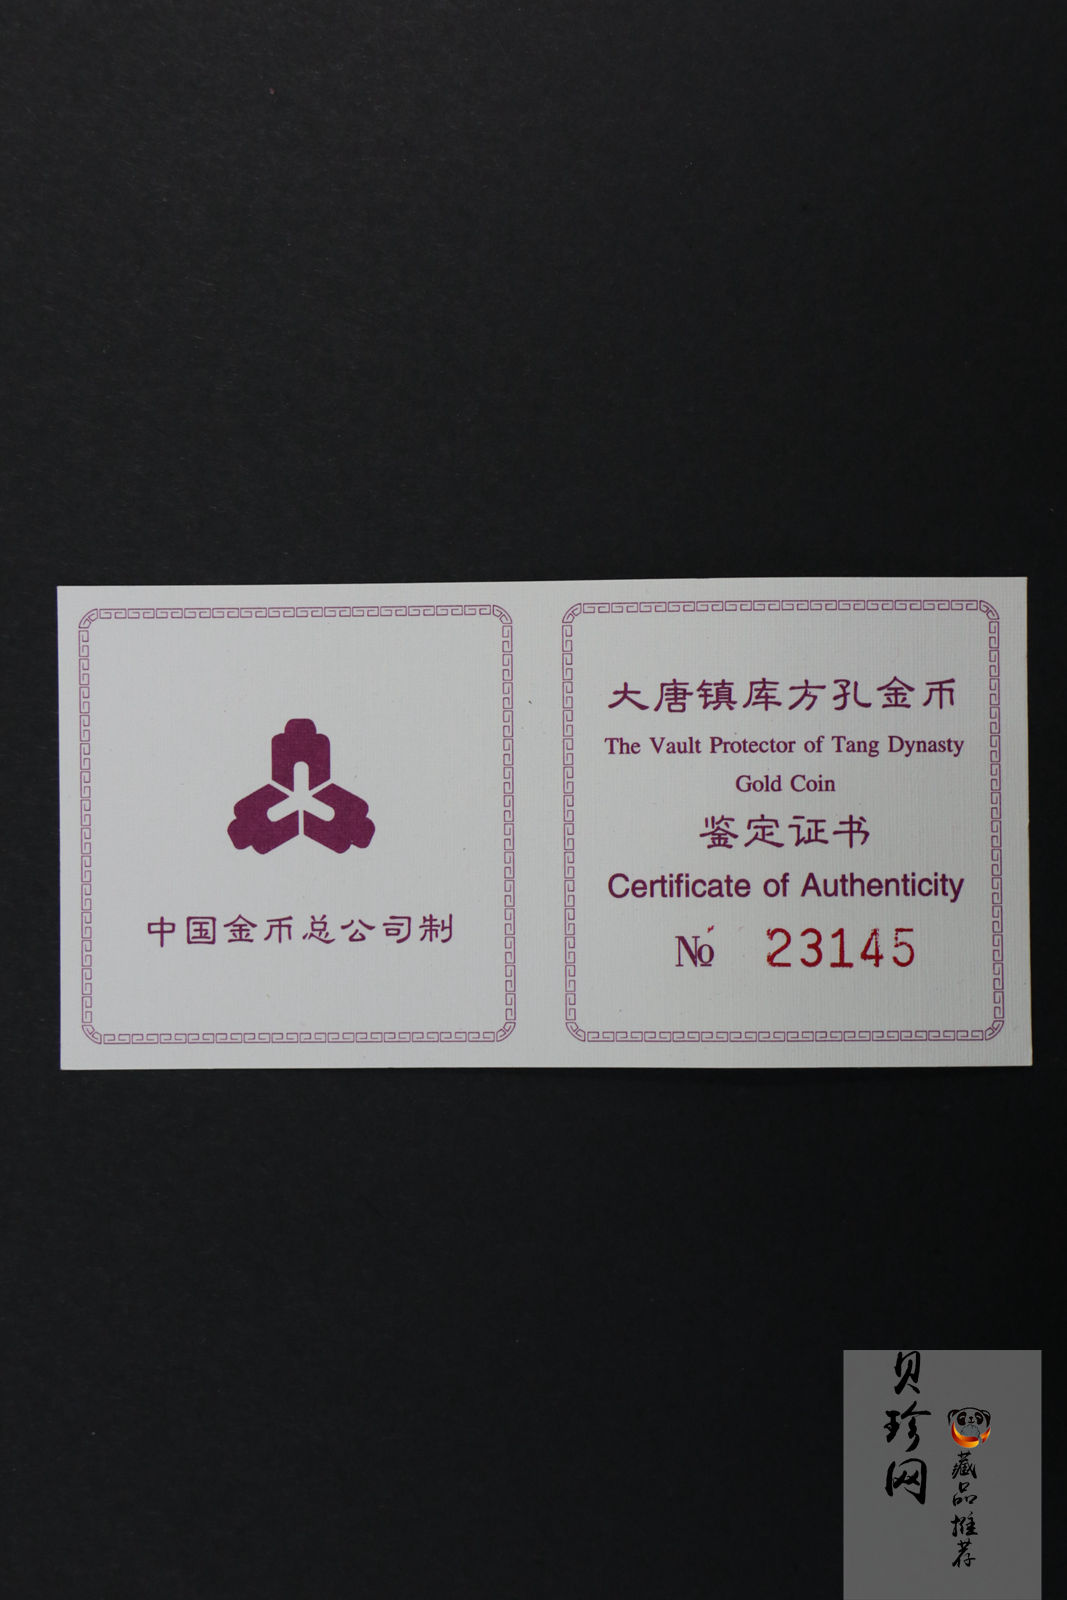 中国金币总公司制
大唐镇库方孔金币
The Vault Protector of Tang Dynasty
Gold Coin
鉴定证书
Certificate of Authenticity
№ 23145
贝珍网
藏品推荐